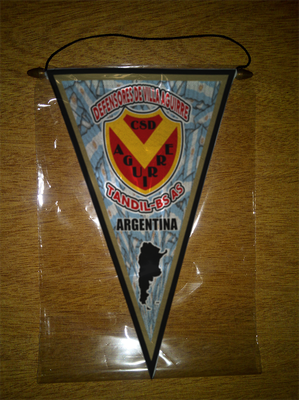 DEFENSORES DE VILLA AGUIRRE
CSD
AGUIRRE
TANDIL-BS AS
ARGENTINA